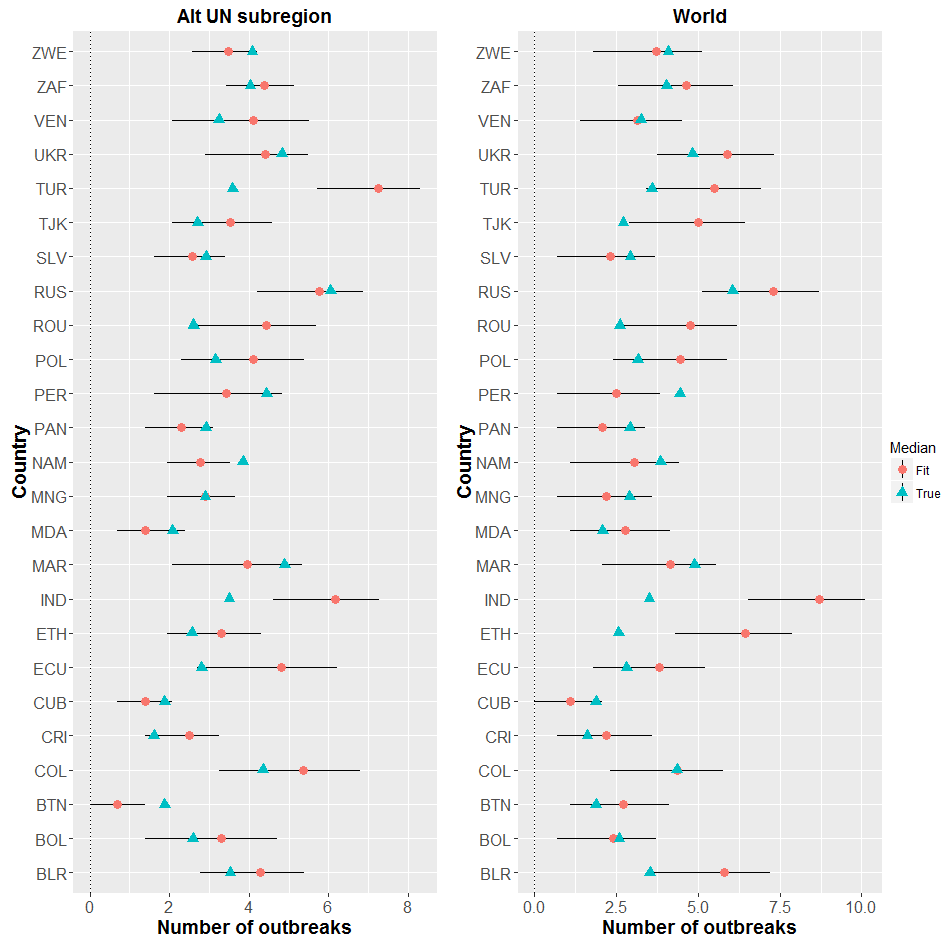 Alt UN subregion
ZWE
ZAF
VEN
UKR
TUR
TJK
SLV
RUS
ROU
POL
PER
PAN
NAM
MNG
MDA
MAR
IND
ETH
ECU
CUB
CRI
COL
BTN
BOL
BLR
Country
0 2 4 6 8
Number of outbreaks
World
ZWE
ZAF
VEN
UKR
TUR
TJK
SLV
RUS
ROU
POL
PER
PAN
NAM
MNG
MDA
MAR
IND
ETH
ECU
CUB
CRI
COL
BTN
BOL
BLR
Country
0.0 2.5 5.0 7.5 10.0
Number of outbreaks
Median
Fit
True